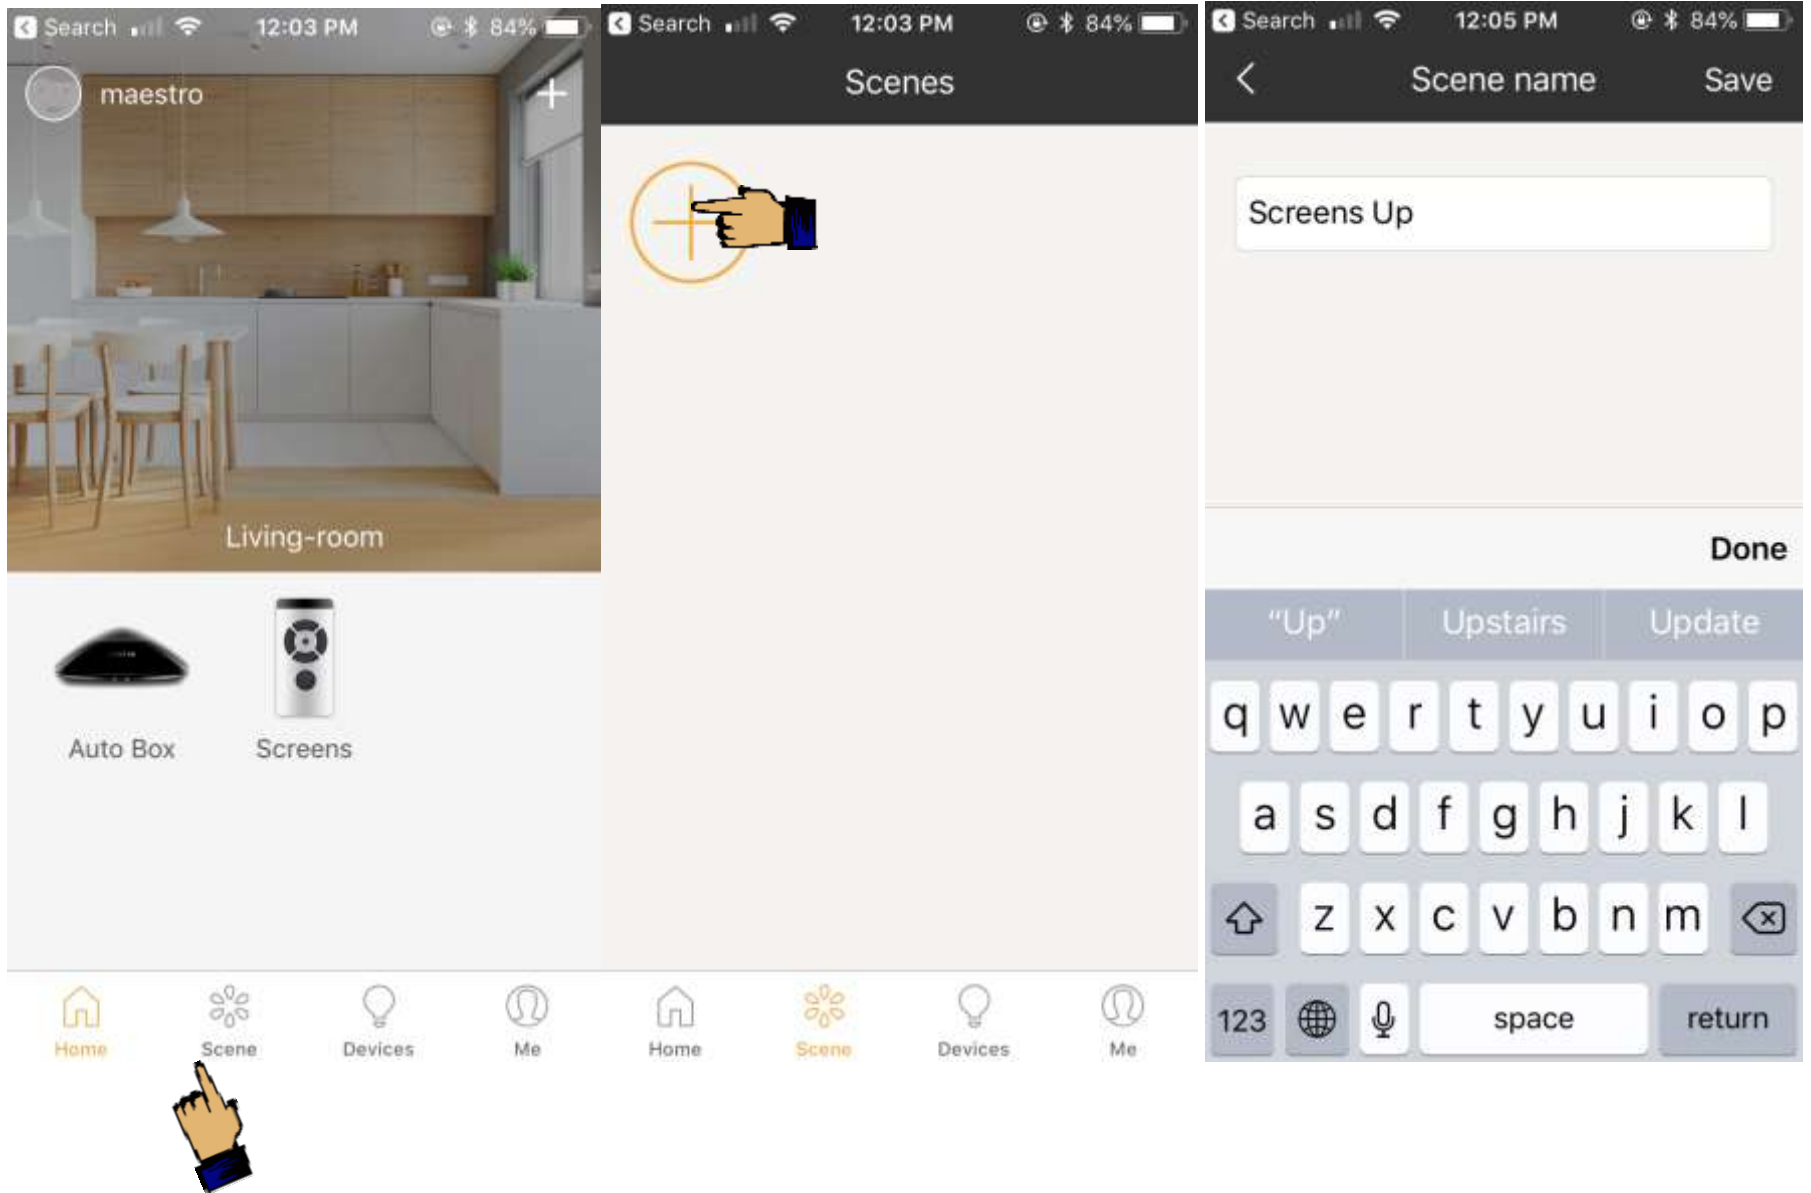 Search 12:03 PM 84%
maestro
Living-room
Auto Box Screens
Home Scene Devices Me
Search 12:03 PM 84%
Scenes
Home Scene Devices Me
Search 12:05 PM 84%
Scene name Save
Screens Up
Done
“Up” Upstairs Update
q w e r t y u i o p
a s d f g h j k l
z x c v b n m
123 space return